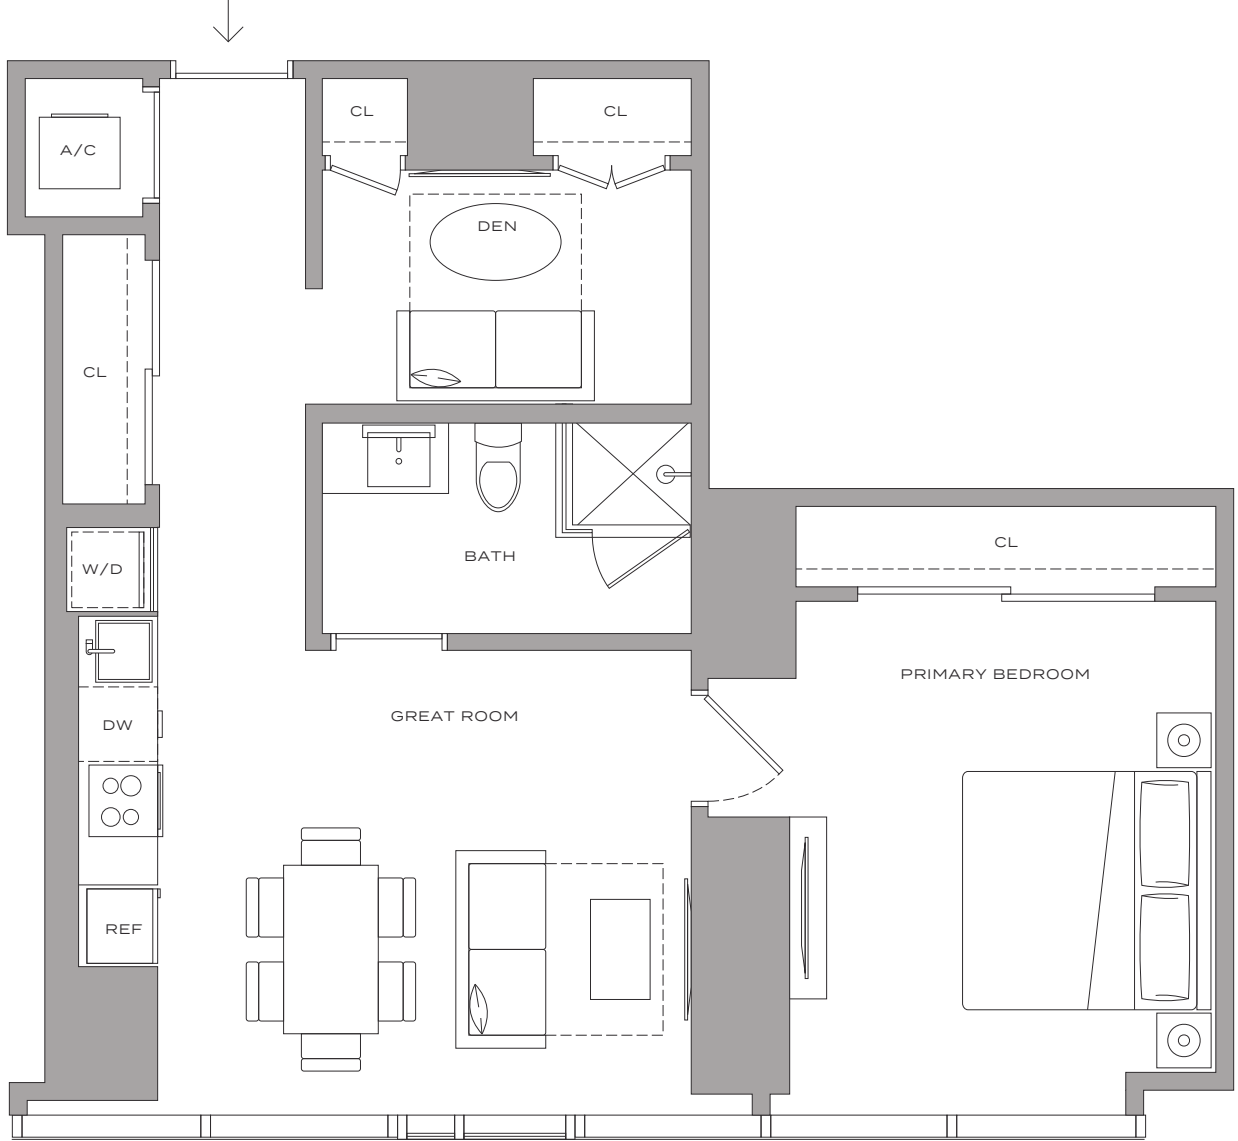 CL
CL
A/C
DEN
CL
CL
BATH
W/D
PRIMARY BEDROOM
GREAT ROOM
DW
REF